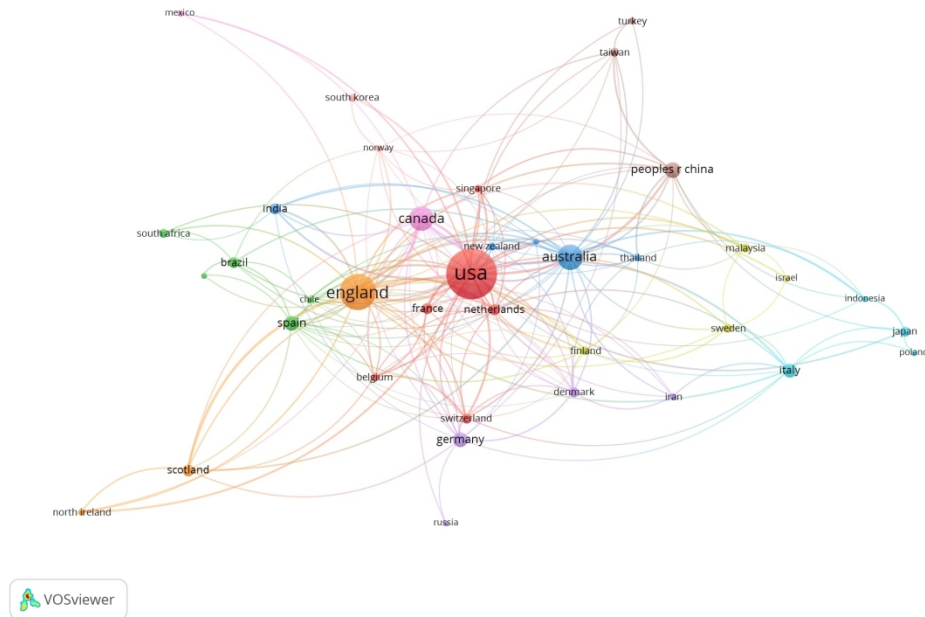 mexico
turkey
taiwan
south korea
norway
peoples r china
singapore
india
canada
south africa
new zealand
malaysia
australia
thailand
brazil
usa
israel
england
chile
indonesia
france
netherlands
spain
sweden
japan
finland
poland
italy
belgium
denmark
iran
switzerland
germany
scotland
north ireland
russia
VOSviewer